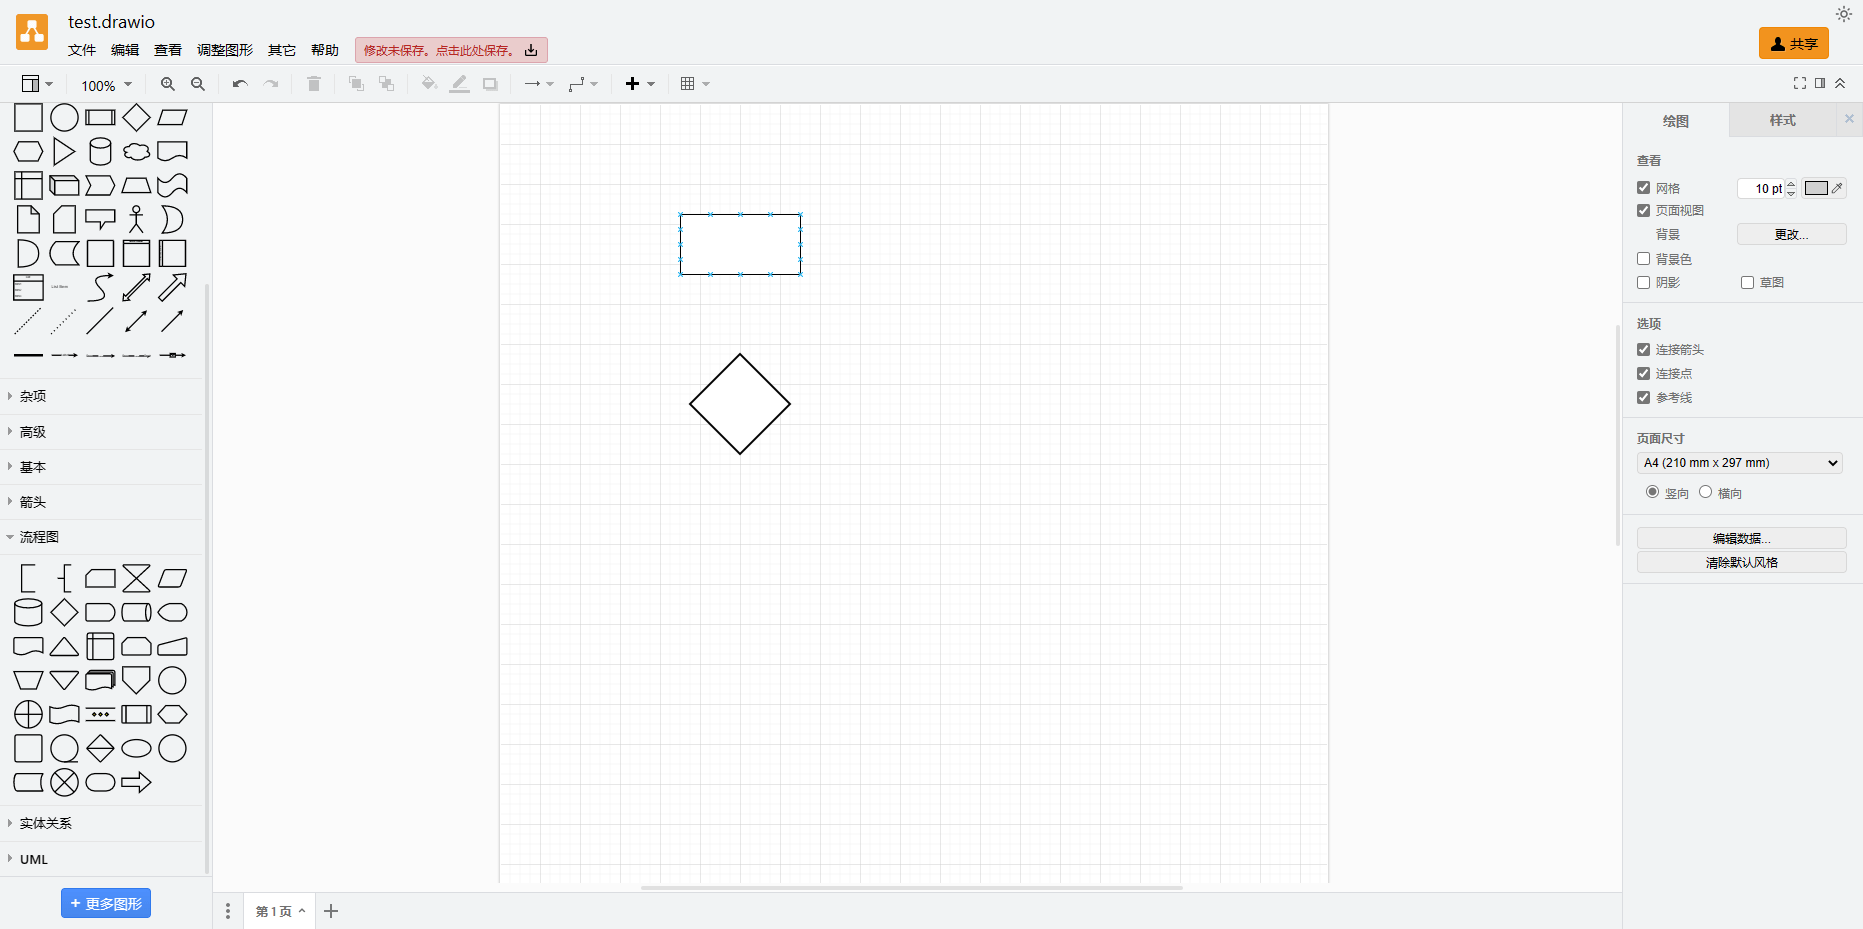 test.drawio
文件 编辑 查看 调整图形 其它 帮助 修改未保存。点击此处保存。
共享
100%
绘图 样式
查看
网格 10 pt
页面视图
背景 更改...
背景色
阴影 草图
List Item
选项
连接箭头
连接点
参考线
杂项
高级
页面尺寸
基本
A4 (210 mm x 297 mm)
竖向 横向
箭头
流程图
编辑数据...
清除默认风格
实体关系
UML
+ 更多图形
第 1 页